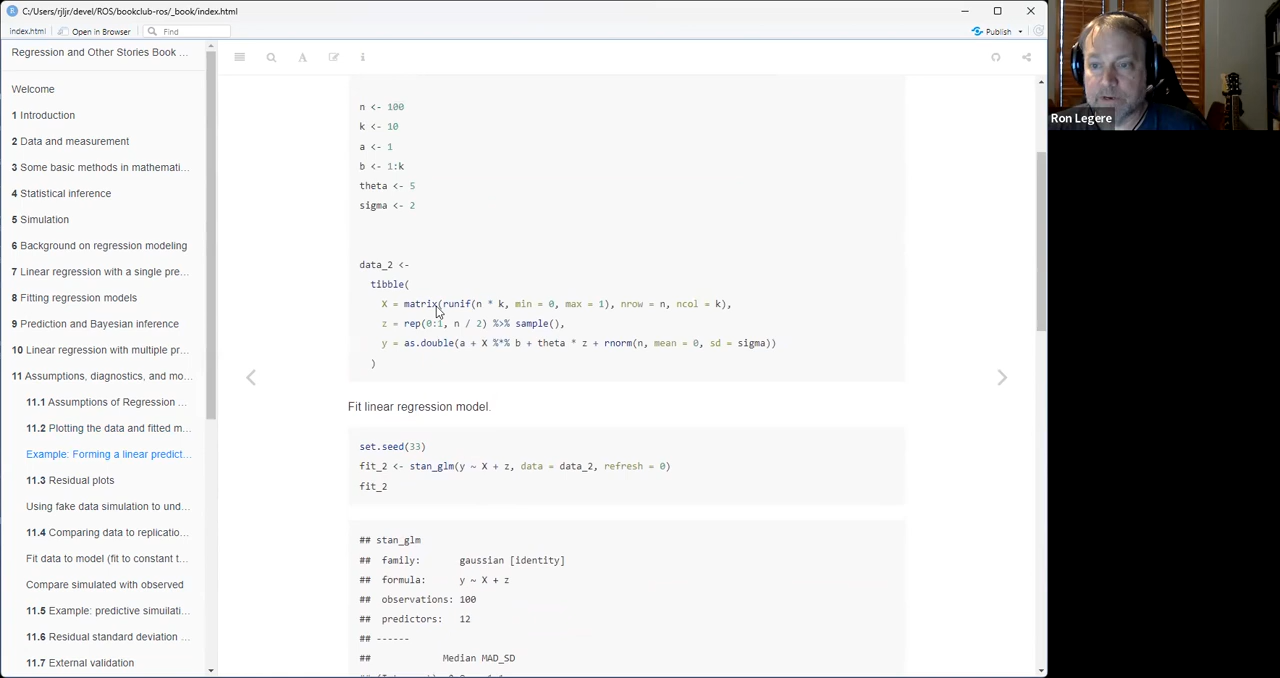 C:/Users/rjljr/devel/ROS/bookclub-ros/_book/index.html
index.html
Open in Browser
Find
Publish
Regression and Other Stories Book ...
Welcome
1 Introduction
2 Data and measurement
3 Some basic methods in mathemati...
4 Statistical inference
5 Simulation
6 Background on regression modeling
7 Linear regression with a single pre...
8 Fitting regression models
9 Prediction and Bayesian inference
10 Linear regression with multiple pr...
11 Assumptions, diagnostics, and mo...
11.1 Assumptions of Regression ...
11.2 Plotting the data and fitted m...
Example: Forming a linear predict...
11.3 Residual plots
Using fake data simulation to und...
11.4 Comparing data to replicatio...
Fit data to model (fit to constant t...
Compare simulated with observed
11.5 Example: predictive simuilati...
11.6 Residual standard deviation ...
11.7 External validation
n <- 100
k <- 10
a <- 1
b <- 1:k
theta <- 5
sigma <- 2
data_2 <-
tibble(
X = matrix(runif(n * k, min = 0, max = 1), nrow = n, ncol = k),
z = rep(0:1, n / 2) %>% sample(),
y = as.double(a + X %*% b + theta * z + rnorm(n, mean = 0, sd = sigma))
)
Fit linear regression model.
set.seed(33)
fit_2 <- stan_glm(y ~ X + z, data = data_2, refresh = 0)
fit_2
## stan_glm
## family: gaussian [identity]
## formula: y ~ X + z
## observations: 100
## predictors: 12
## ------
## Median MAD_SD
Ron Legere